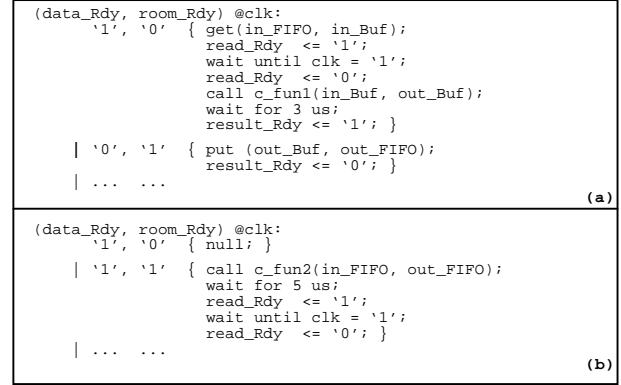 (data_Rdy, room_Rdy) @clk:
‘1’, ‘0’ { get(in_FIFO, in_Buf);
read_Rdy <= ‘1’;
wait until clk = ‘1’;
read_Rdy <= ‘0’;
call c_fun1(in_Buf, out_Buf);
wait for 3 us;
result_Rdy <= ‘1’; }
| ‘0’, ‘1’ { put (out_Buf, out_FIFO);
result_Rdy <= ‘0’; }
| ... ...
(a)
(data_Rdy, room_Rdy) @clk:
‘1’, ‘0’ { null; }
| ‘1’, ‘1’ { call c_fun2(in_FIFO, out_FIFO);
wait for 5 us;
read_Rdy <= ‘1’;
wait until clk = ‘1’;
read_Rdy <= ‘0’; }
| ... ...
(b)